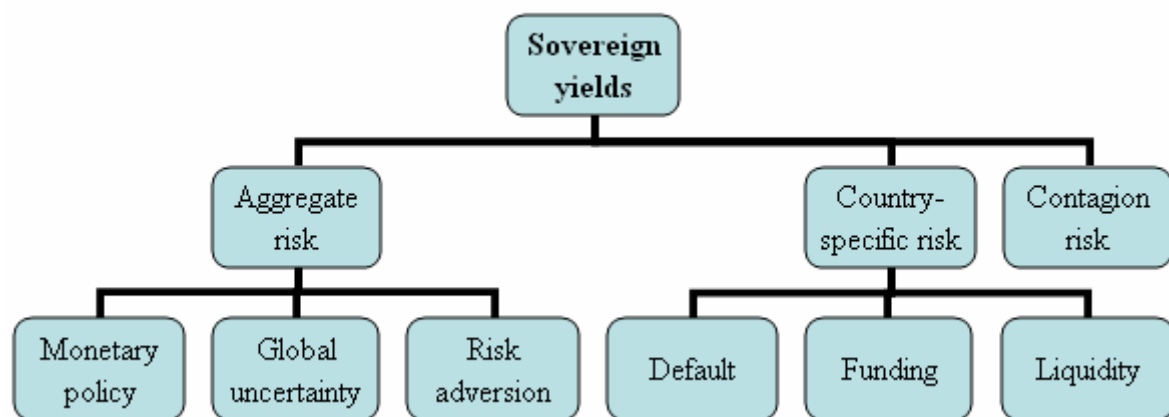 Sovereign
yields
Aggregate
risk
Country-
specific risk
Contagion
risk
Monetary
policy
Global
uncertainty
Risk
adversion
Default
Funding
Liquidity